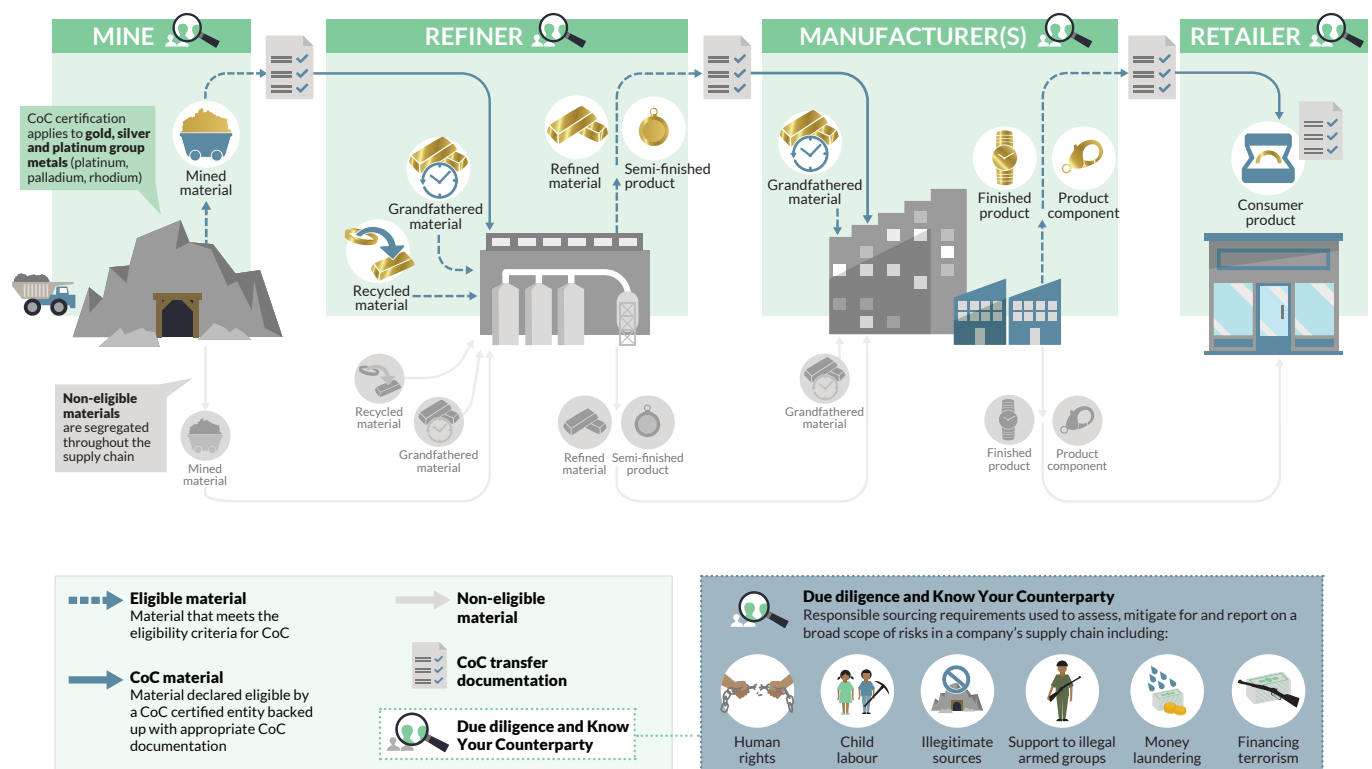 MINE
REFINER
MANUFACTURER(S)
RETAILER
CoC certification
applies to gold, silver
and platinum group
metals (platinum,
palladium, rhodium)
Mined
material
Grandfathered
material
Recycled
material
Refined
material
Semi-finished
product
Grandfathered
material
Finished
product
Product
component
Consumer
product
Non-eligible
materials
are segregated
throughout the
supply chain
Mined
material
Recycled
material
Grandfathered
material
Refined
material
Semi-finished
product
Grandfathered
material
Finished
product
Product
component
Eligible material
Material that meets the
eligibility criteria for CoC
CoC material
Material declared eligible by
a CoC certified entity backed
up with appropriate CoC
documentation
Non-eligible
material
CoC transfer
documentation
Due diligence and Know
Your Counterparty
Due diligence and Know Your Counterparty
Responsible sourcing requirements used to assess, mitigate for and report on a
broad scope of risks in a company's supply chain including:
Human
rights
Child
labour
Illegitimate
sources
Support to illegal
armed groups
Money
laundering
Financing
terrorism